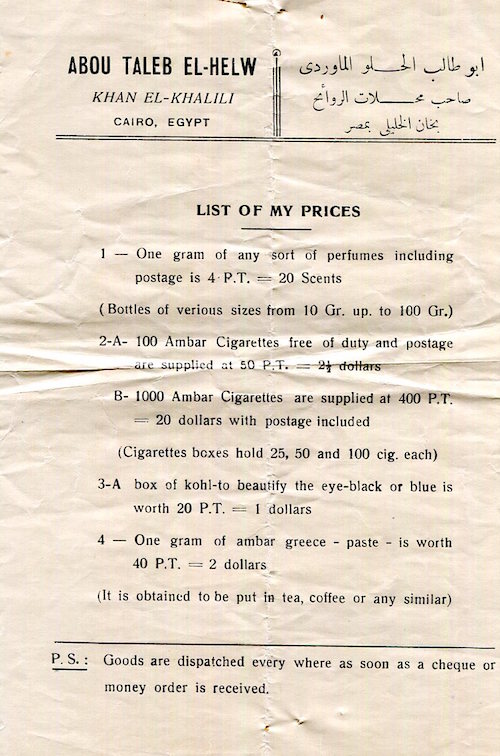 ABOU TALEB EL-HELW
KHAN EL-KHALILI
CAIRO, EGYPT
ابو طالب الحلو الماوردى
صاحب محلات الروائح
بخان الخليلى بمصر
LIST OF MY PRICES
1 — One gram of any sort of perfumes including
postage is 4 P.T. = 20 Scents
(Bottles of verious sizes from 10 Gr. up. to 100 Gr.)
2-A- 100 Ambar Cigarettes free of duty and postage
are supplied at 50 P.T. = 2½ dollars
B- 1000 Ambar Cigarettes are supplied at 400 P.T.
= 20 dollars with postage included
(Cigarettes boxes hold 25, 50 and 100 cig. each)
3-A box of kohl-to beautify the eye-black or blue is
worth 20 P.T. = 1 dollars
4 — One gram of ambar greece - paste - is worth
40 P.T. = 2 dollars
(It is obtained to be put in tea, coffee or any similar)
P. S. : Goods are dispatched every where as soon as a cheque or
money order is received.